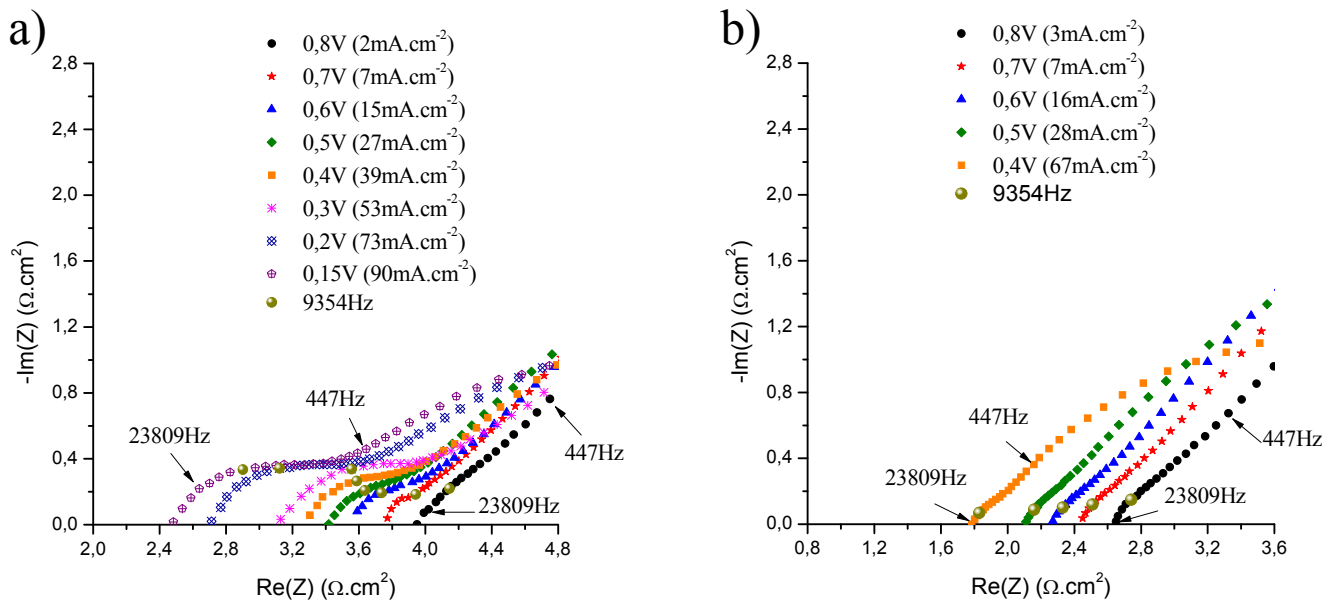 a)
0,8V (2mA.cm-2)
0,7V (7mA.cm-2)
0,6V (15mA.cm-2)
0,5V (27mA.cm-2)
0,4V (39mA.cm-2)
0,3V (53mA.cm-2)
0,2V (73mA.cm-2)
0,15V (90mA.cm-2)
9354Hz
2,8
2,4
2,0
1,6
1,2
0,8
0,4
0,0
-Im(Z) (Ω.cm2)
447Hz
23809Hz
447Hz
23809Hz
2,0 2,4 2,8 3,2 3,6 4,0 4,4 4,8
Re(Z) (Ω.cm2)
b)
0,8V (3mA.cm-2)
0,7V (7mA.cm-2)
0,6V (16mA.cm-2)
0,5V (28mA.cm-2)
0,4V (67mA.cm-2)
9354Hz
2,8
2,4
2,0
1,6
1,2
0,8
0,4
0,0
-Im(Z) (Ω.cm2)
447Hz
447Hz
23809Hz
23809Hz
0,8 1,2 1,6 2,0 2,4 2,8 3,2 3,6
Re(Z) (Ω.cm2)